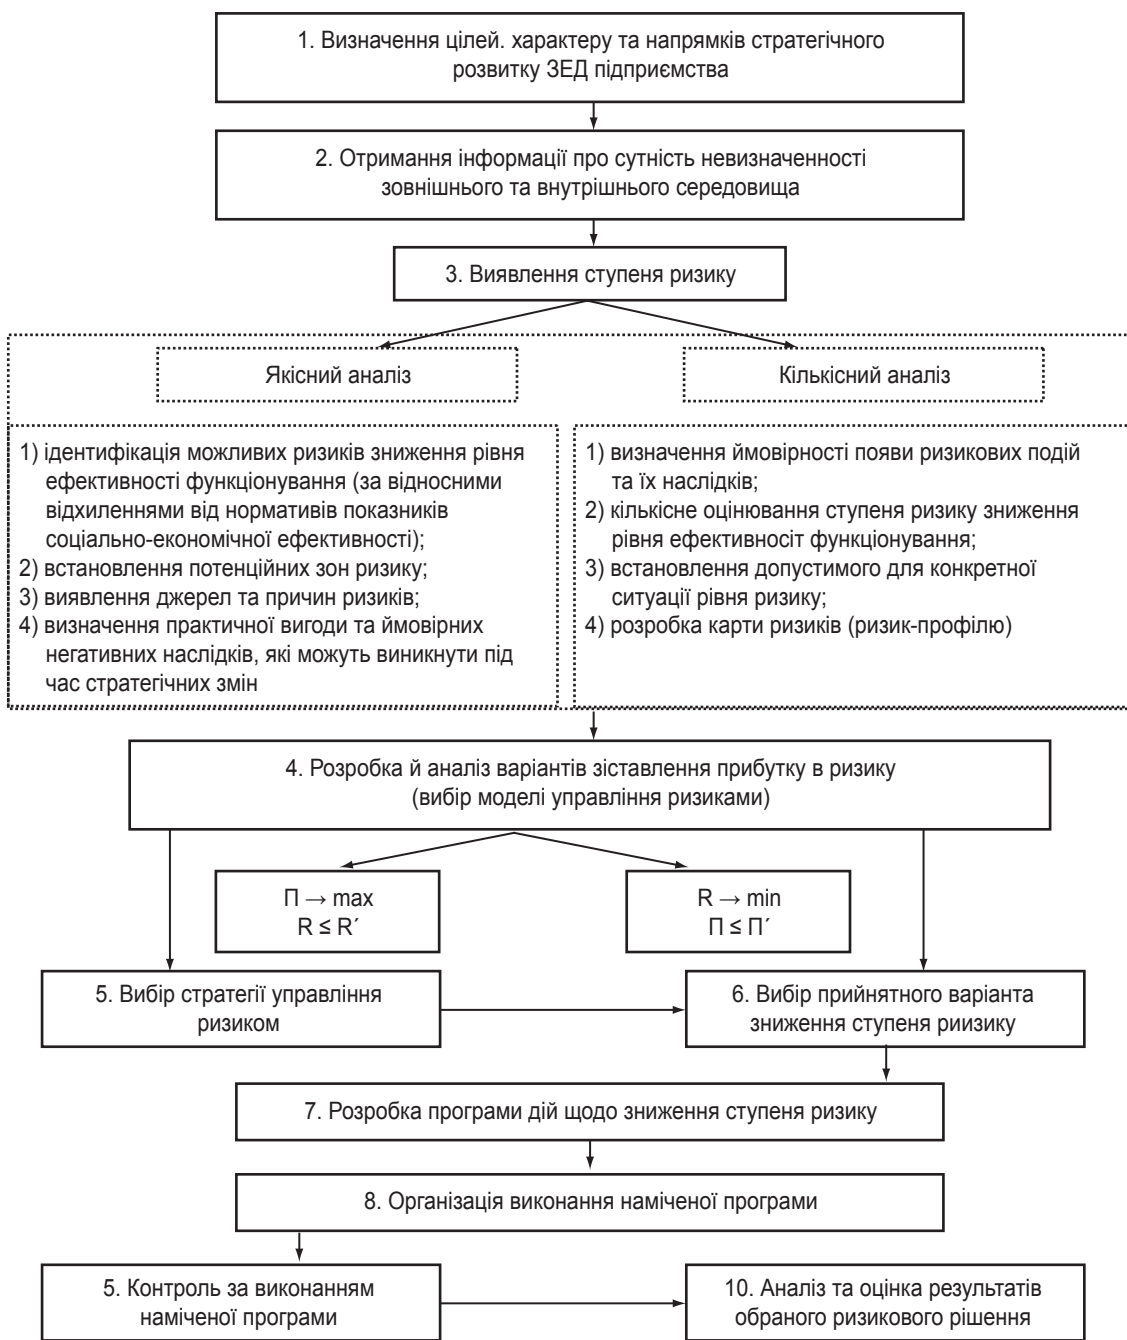 1. Визначення цілей. характеру та напрямків стратегічного
розвитку ЗЕД підприємства
2. Отримання інформації про сутність невизначенності
зовнішнього та внутрішнього середовища
3. Виявлення ступеня ризику
Якісний аналіз
Кількісний аналіз
1) ідентифікація можливих ризиків зниження рівня
ефективності функціонування (за відносними
відхиленнями від нормативів показників
соціально-економічної ефективності);
2) встановлення потенційних зон ризику;
3) виявлення джерел та причин ризиків;
4) визначення практичної вигоди та ймовірних
негативних наслідків, які можуть виникнути під
час стратегічних змін
1) визначення ймовірності появи ризикових подій
та їх наслідків;
2) кількісне оцінювання ступеня ризику зниження
рівня ефективносіт функціонування;
3) встановлення допустимого для конкретної
ситуації рівня ризику;
4) розробка карти ризиків (ризик-профілю)
4. Розробка й аналіз варіантів зіставлення прибутку в ризику
(вибір моделі управління ризиками)
П → max
R ≤ R´
R → min
П ≤ П´
5. Вибір стратегії управління
ризиком
6. Вибір прийнятного варіанта
зниження ступеня риизику
7. Розробка програми дій щодо зниження ступеня ризику
8. Організація виконання наміченої програми
5. Контроль за виконанням
наміченої програми
10. Аналіз та оцінка результатів
обраного ризикового рішення